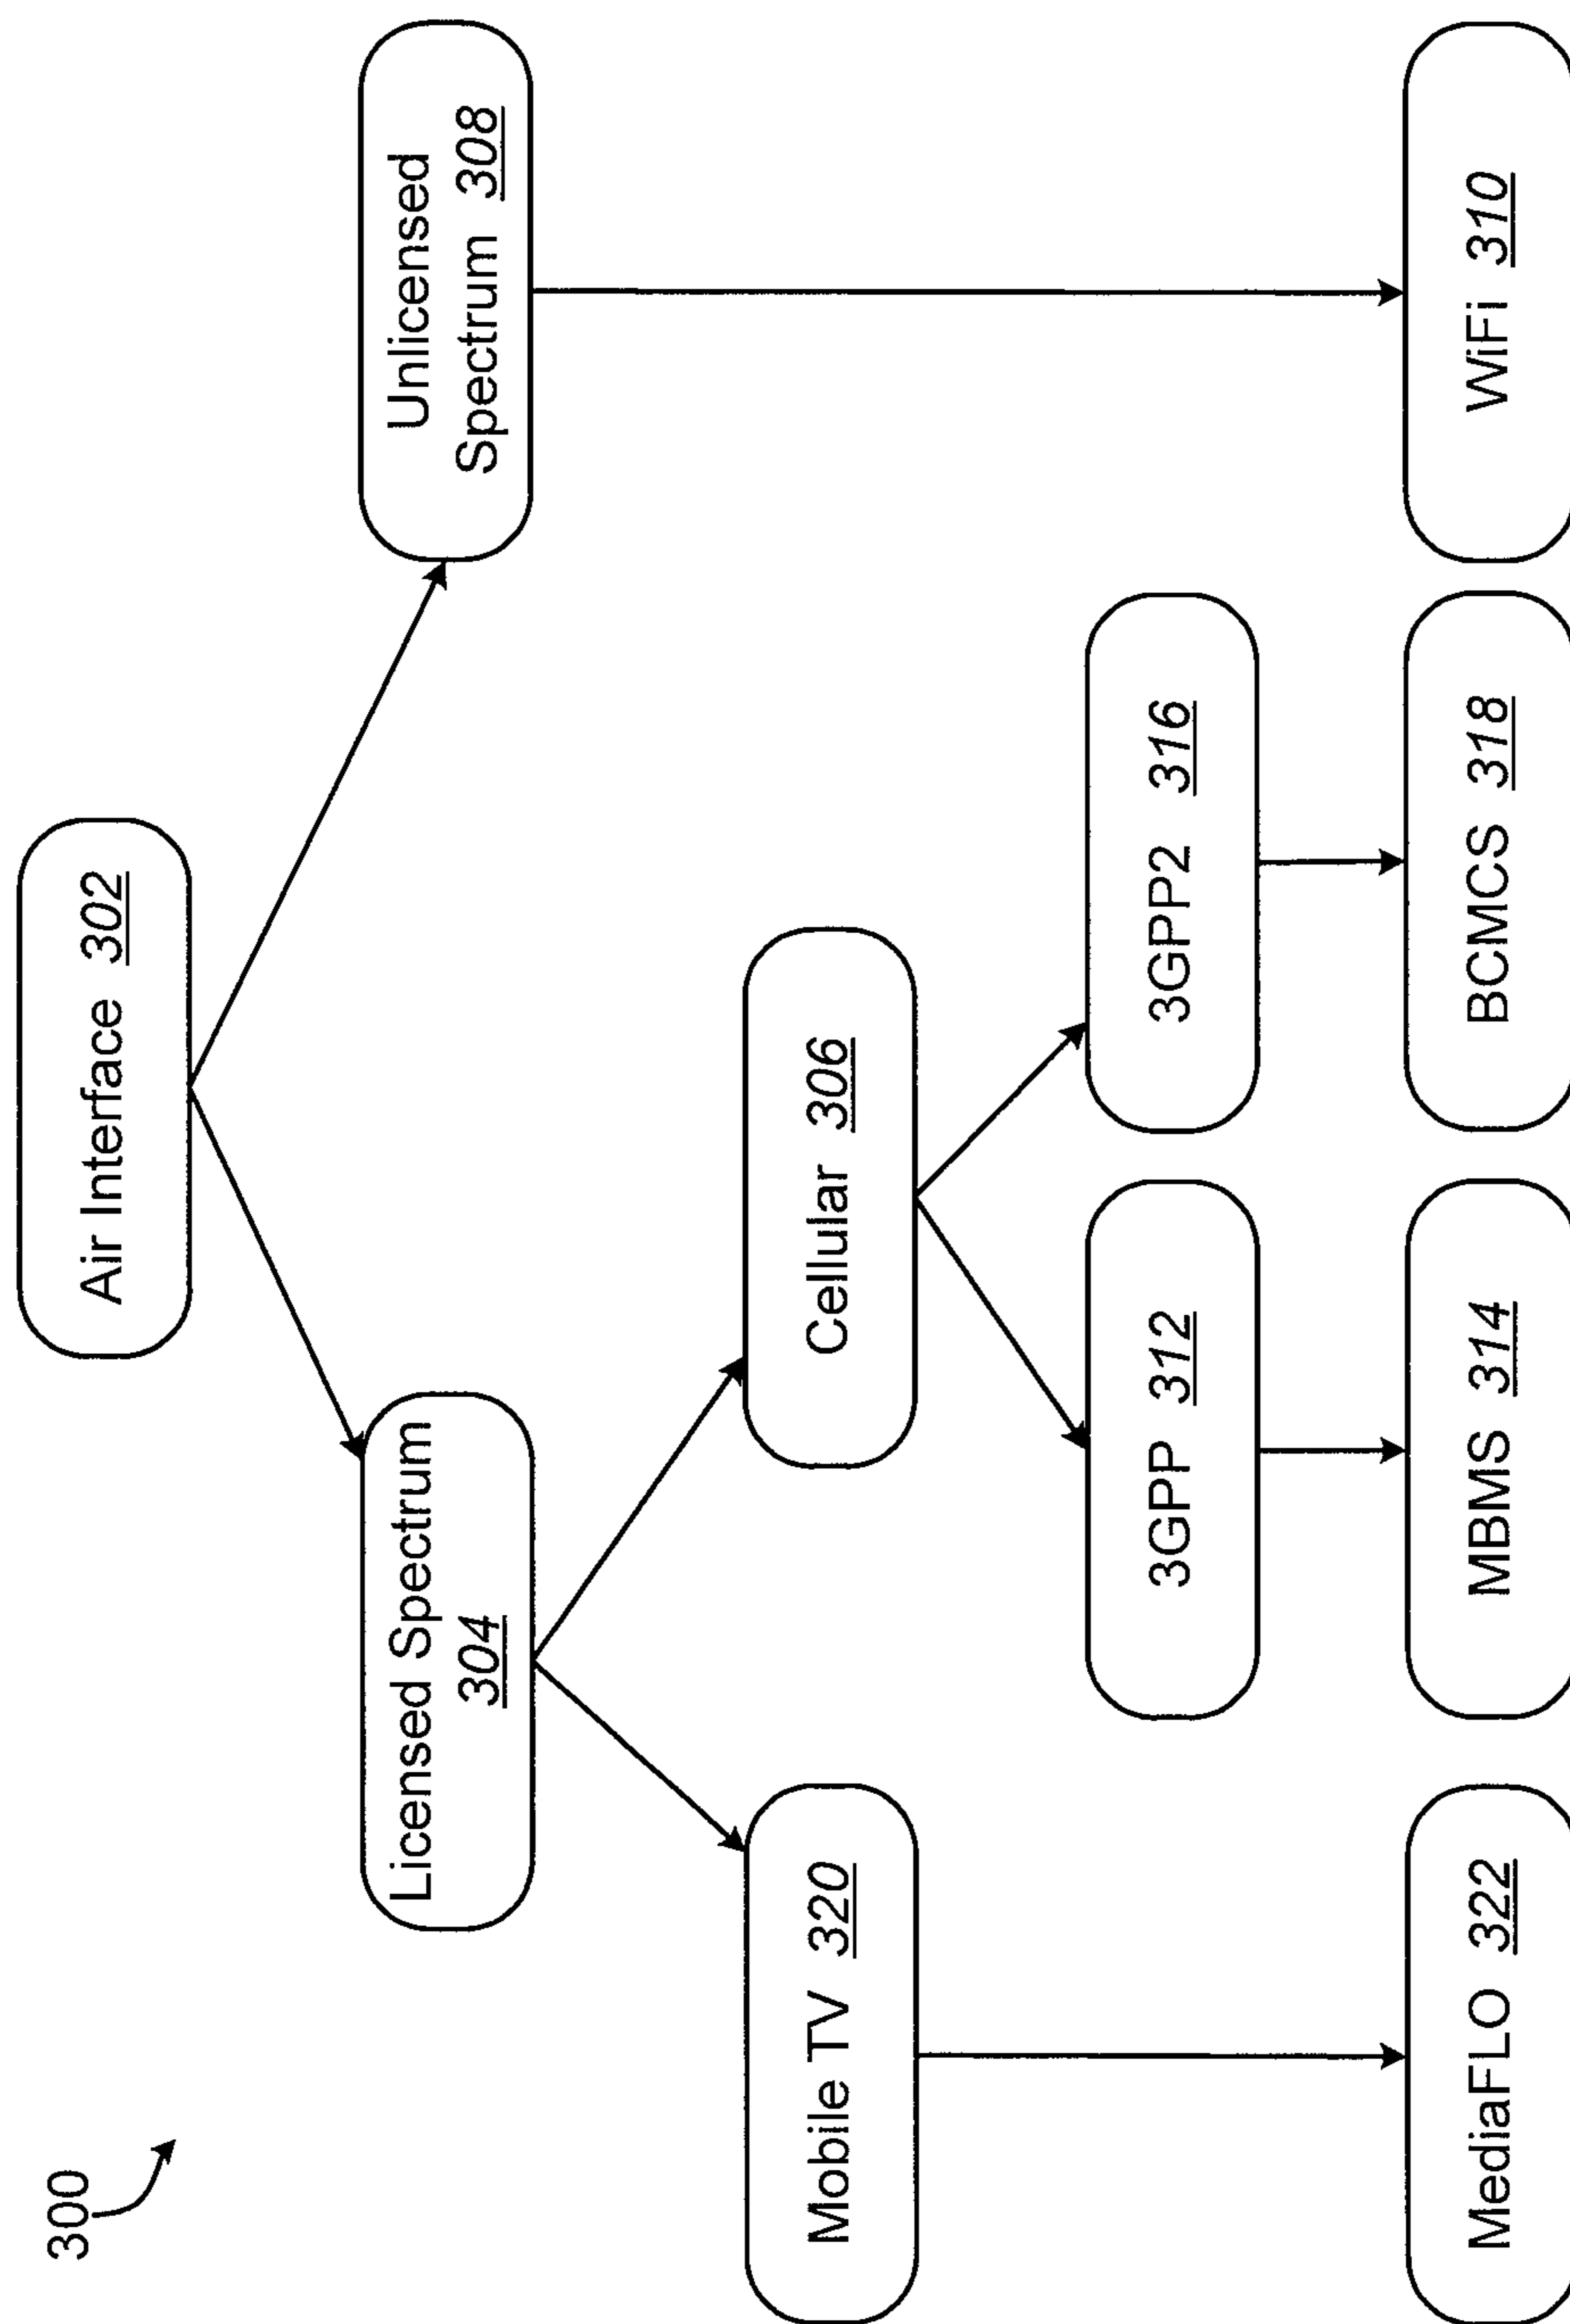 300
Air Interface 302
Licensed Spectrum
304
Unlicensed
Spectrum 308
Mobile TV 320
Cellular 306
3GPP 312
3GPP2 316
MediaFLO 322
MBMS 314
BCMCS 318
WiFi 310